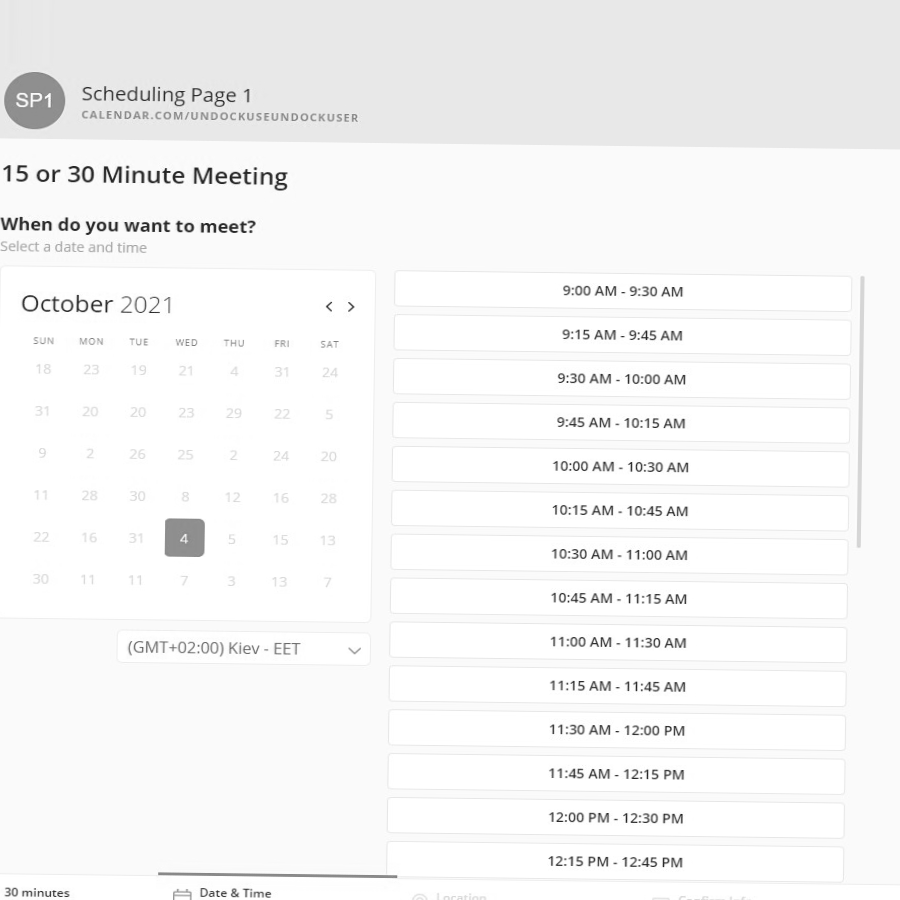 SP1
Scheduling Page 1
CALENDAR.COM/UNDOCKUSEUNDOCKUSER
15 or 30 Minute Meeting
When do you want to meet?
Select a date and time
October 2021
SUN MON TUE WED THU FRI SAT
18 23 19 21 4 31 24
31 20 20 23 29 22 5
9 2 26 25 2 24 20
11 28 30 8 12 16 28
22 16 31 4 5 15 13
30 11 11 7 3 13 7
(GMT+02:00) Kiev - EET
9:00 AM - 9:30 AM
9:15 AM - 9:45 AM
9:30 AM - 10:00 AM
9:45 AM - 10:15 AM
10:00 AM - 10:30 AM
10:15 AM - 10:45 AM
10:30 AM - 11:00 AM
10:45 AM - 11:15 AM
11:00 AM - 11:30 AM
11:15 AM - 11:45 AM
11:30 AM - 12:00 PM
11:45 AM - 12:15 PM
12:00 PM - 12:30 PM
12:15 PM - 12:45 PM
30 minutes
Date & Time
Location
Confirm Info